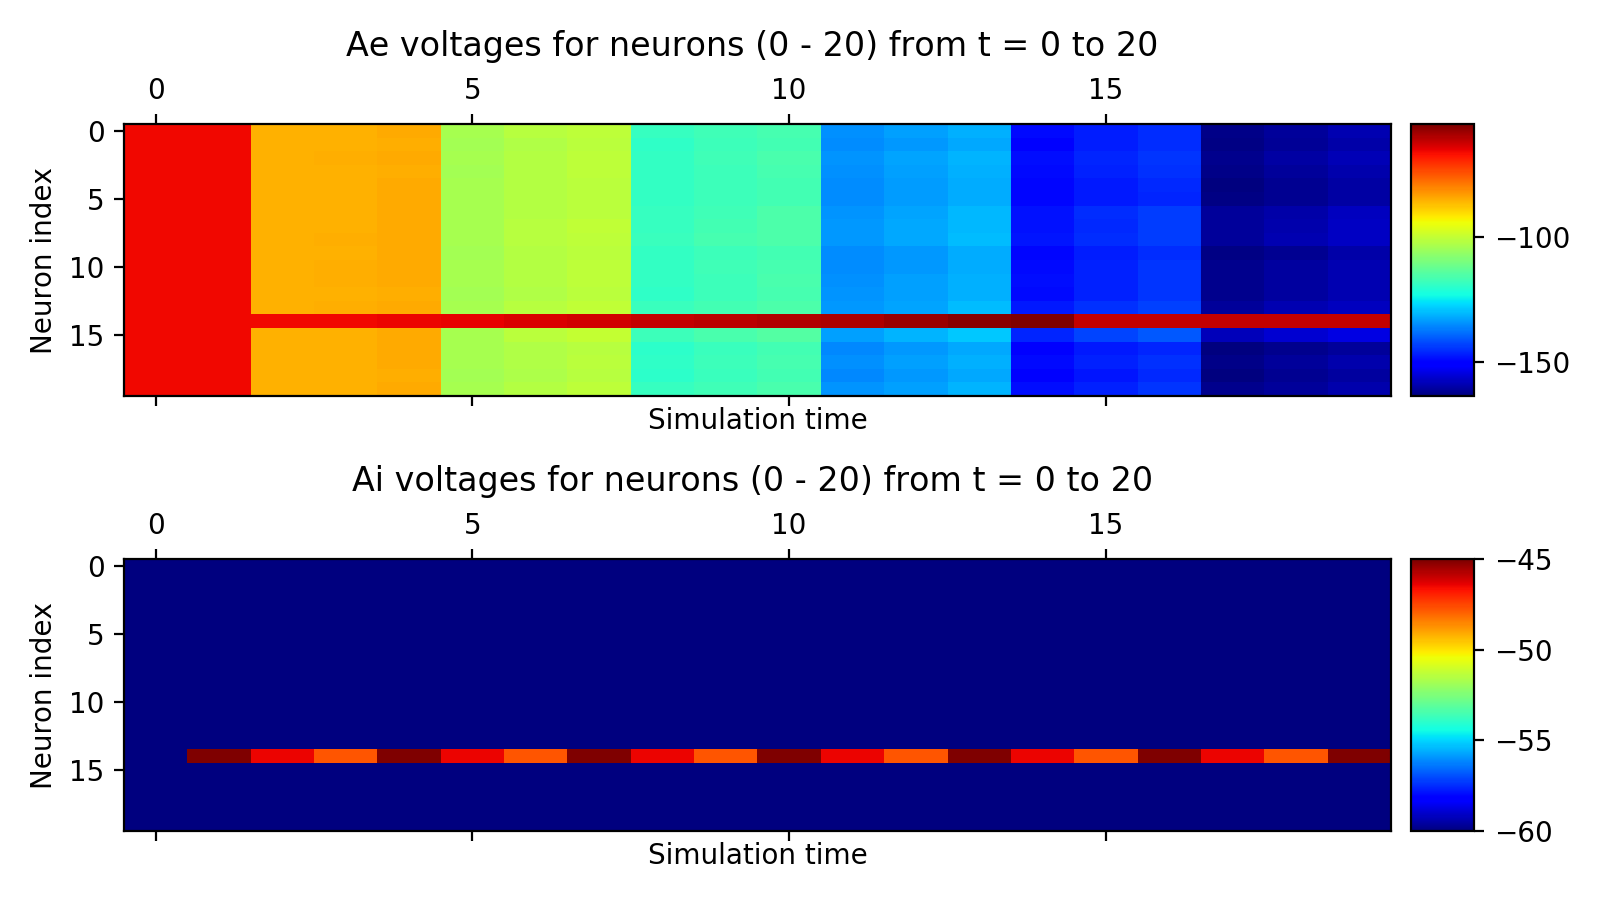 Ae voltages for neurons (0 - 20) from t = 0 to 20
0 5 10 15
Neuron index
0
5
10
15
−100
−150
Simulation time
Ai voltages for neurons (0 - 20) from t = 0 to 20
0 5 10 15
Neuron index
0
5
10
15
−45
−50
−55
−60
Simulation time